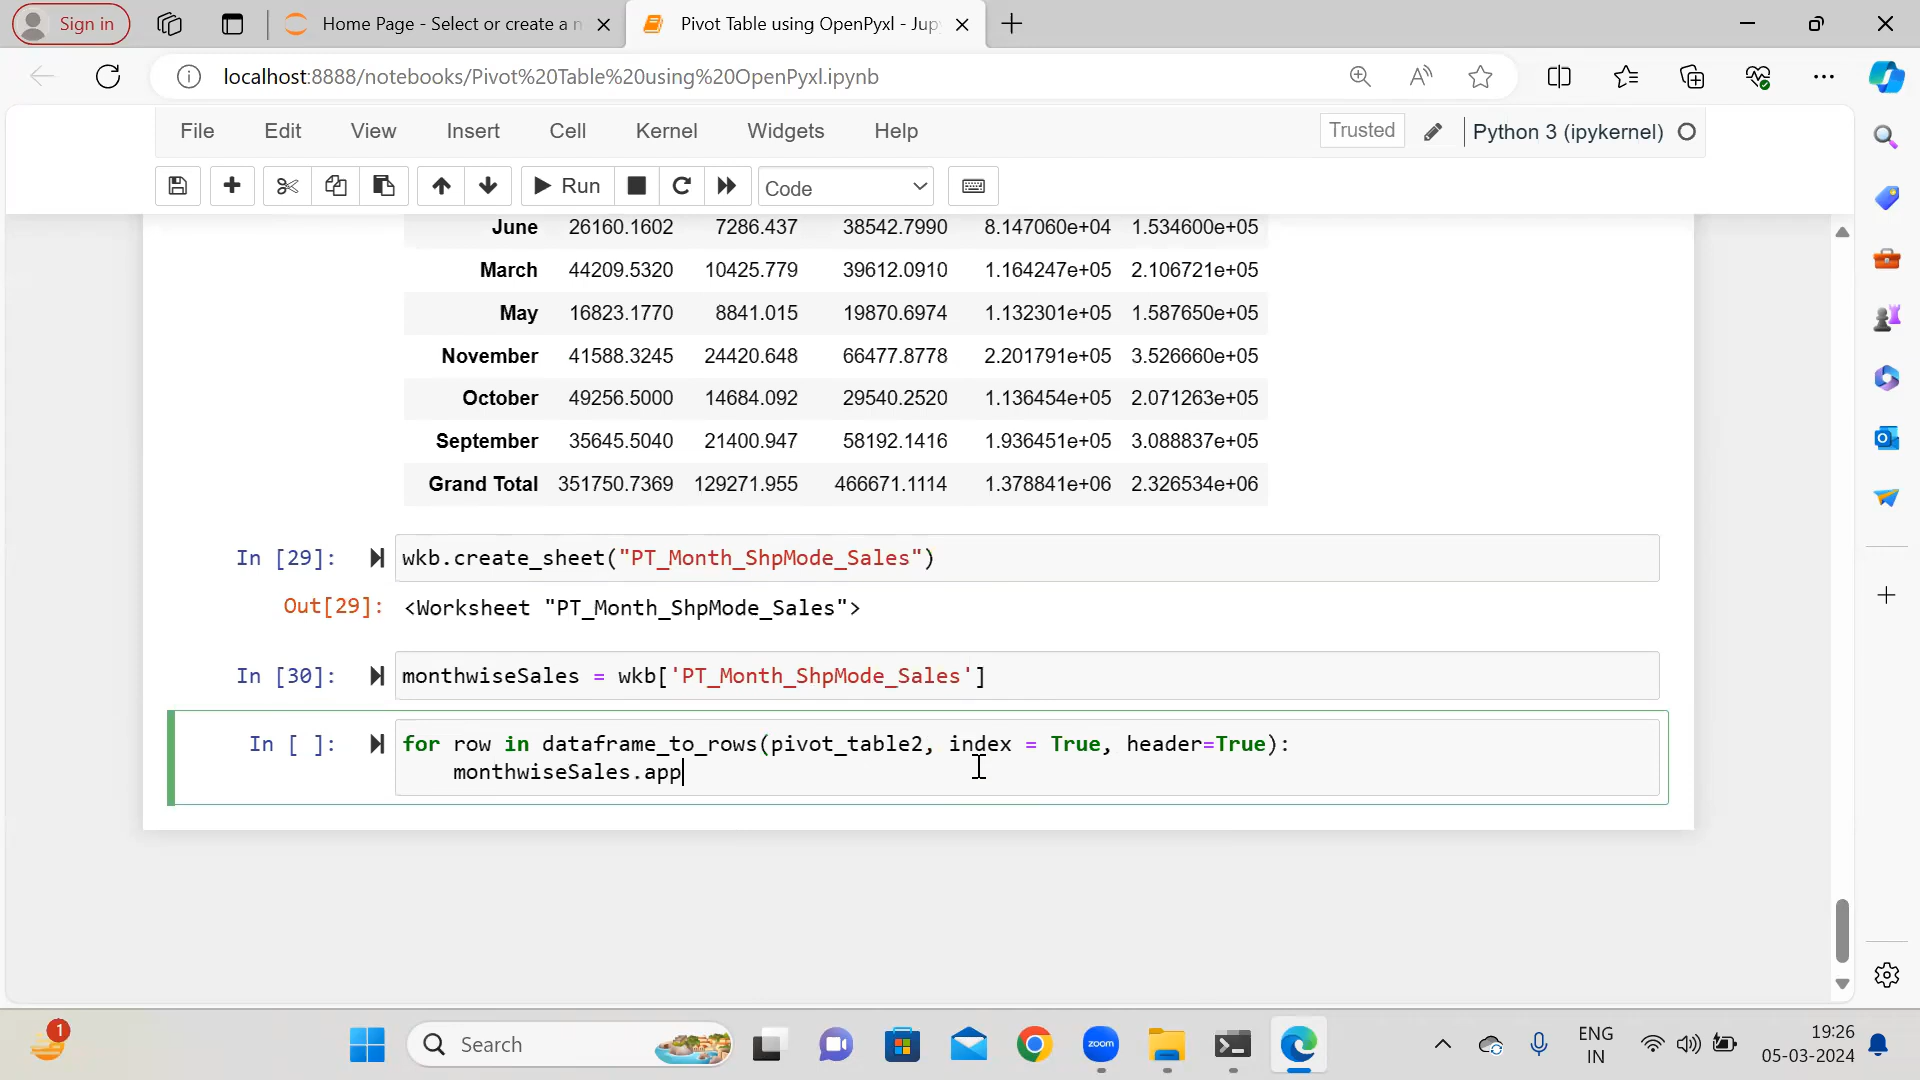 Sign in
Home Page - Select or create a n
Pivot Table using OpenPyxl - Jup
localhost:8888/notebooks/Pivot%20Table%20using%20OpenPyxl.ipynb
File Edit View Insert Cell Kernel Widgets Help
Trusted
Python 3 (ipykernel)
Run
Code
June 26160.1602 7286.437 38542.7990 8.147060e+04 1.534600e+05
March 44209.5320 10425.779 39612.0910 1.164247e+05 2.106721e+05
May 16823.1770 8841.015 19870.6974 1.132301e+05 1.587650e+05
November 41588.3245 24420.648 66477.8778 2.201791e+05 3.526660e+05
October 49256.5000 14684.092 29540.2520 1.136454e+05 2.071263e+05
September 35645.5040 21400.947 58192.1416 1.936451e+05 3.088837e+05
Grand Total 351750.7369 129271.955 466671.1114 1.378841e+06 2.326534e+06
In [29]: wkb.create_sheet("PT_Month_ShpMode_Sales")
Out[29]: <Worksheet "PT_Month_ShpMode_Sales">
In [30]: monthwiseSales = wkb['PT_Month_ShpMode_Sales']
In [ ]: for row in dataframe_to_rows(pivot_table2, index = True, header=True):
monthwiseSales.app
1
Search
zoom
ENG
IN
19:26
05-03-2024